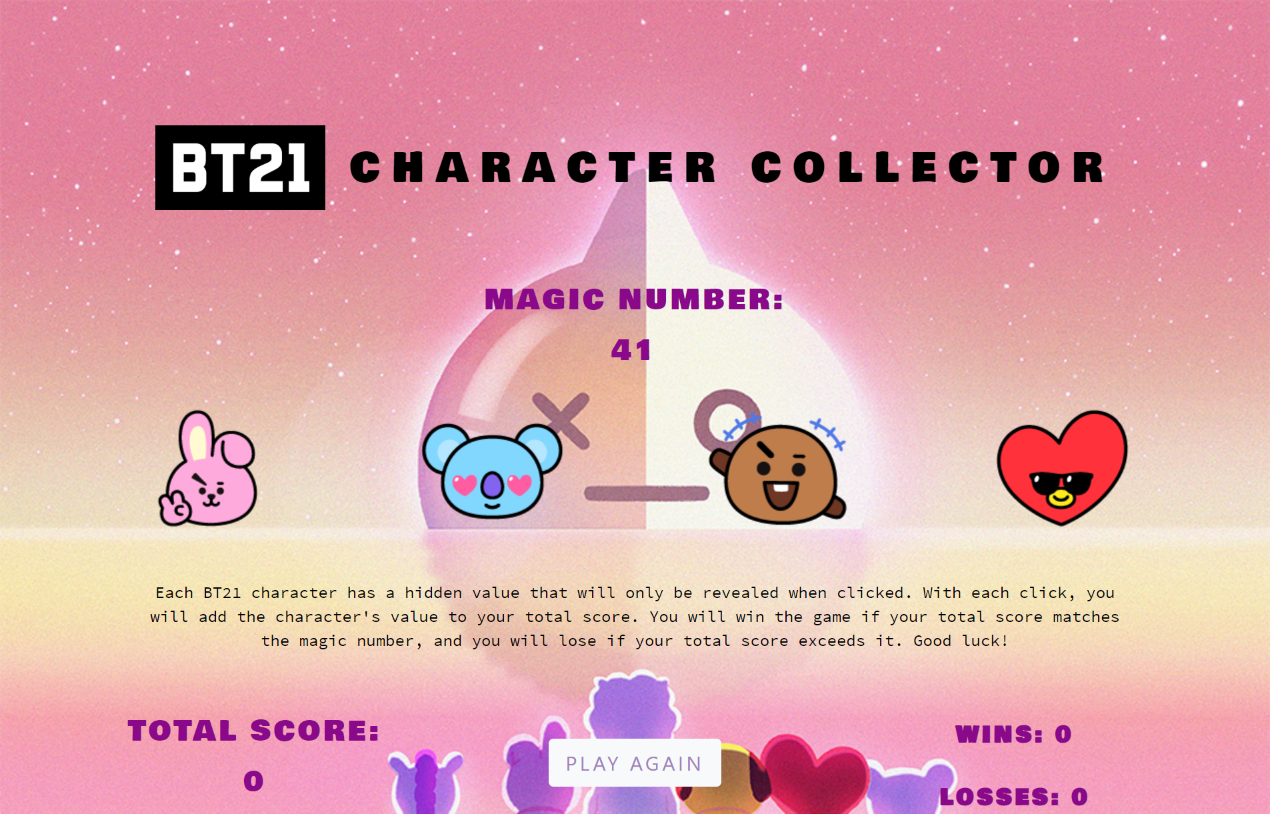 BT21 CHARACTER COLLECTOR
MAGIC NUMBER:
41
Each BT21 character has a hidden value that will only be revealed when clicked. With each click, you
will add the character's value to your total score. You will win the game if your total score matches
the magic number, and you will lose if your total score exceeds it. Good luck!
TOTAL SCORE:
0
PLAY AGAIN
WINS: 0
LOSSES: 0